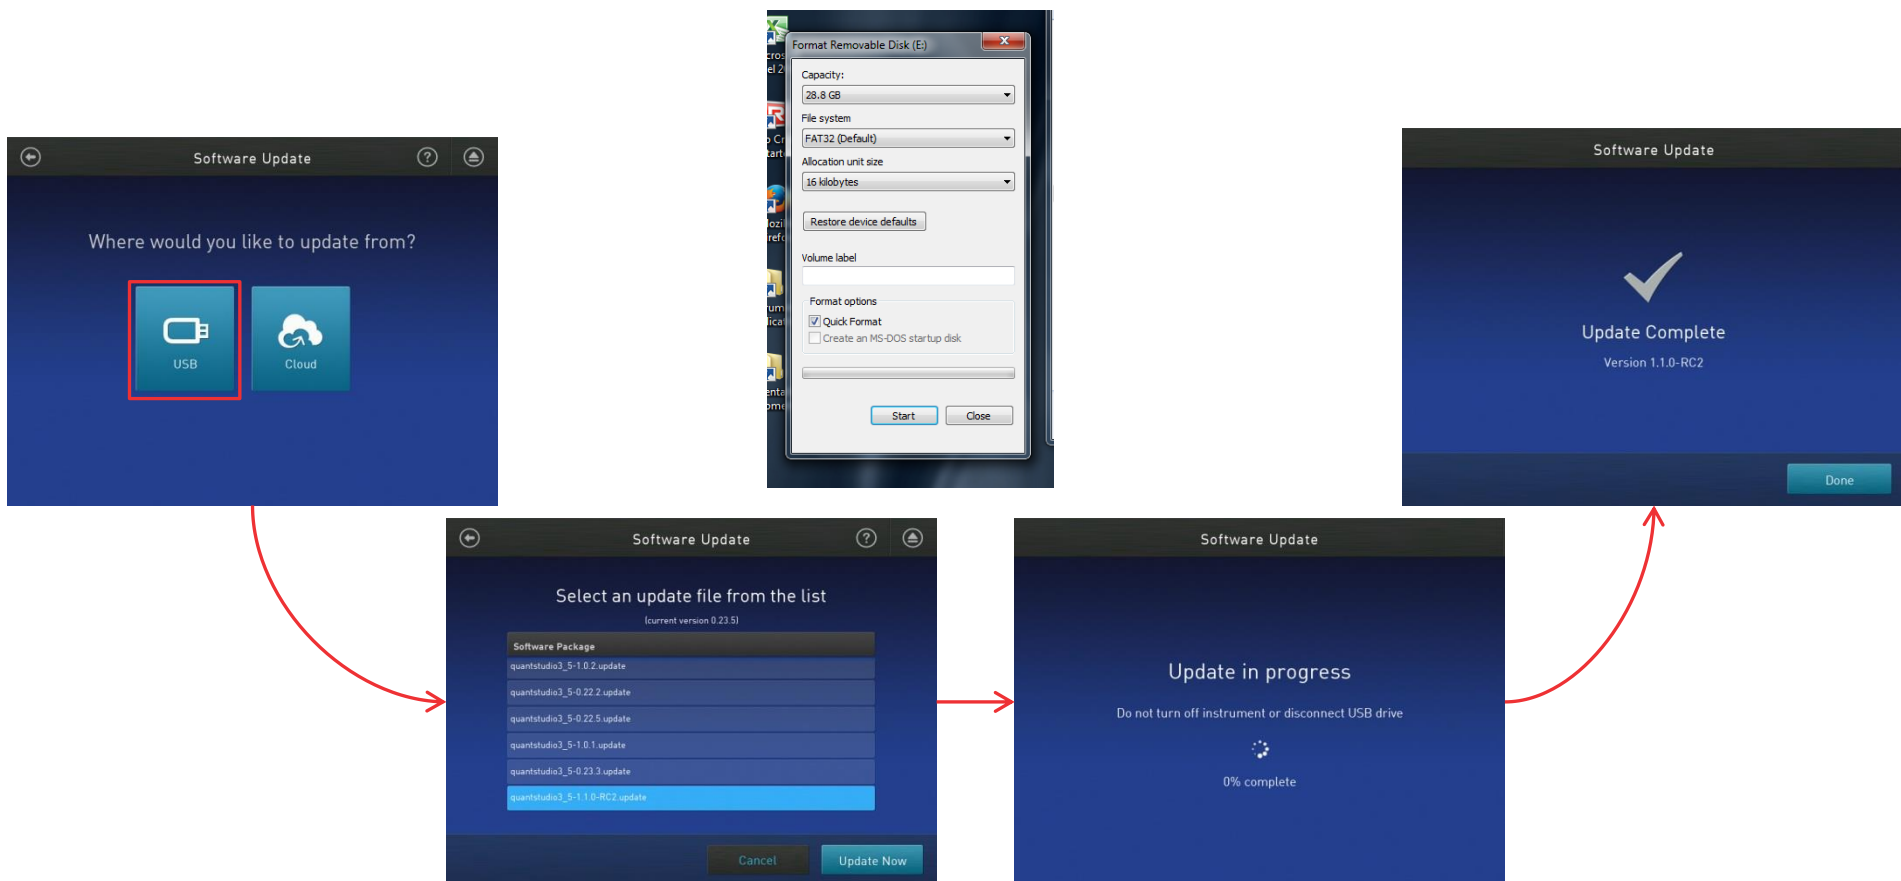 Software Update
?
Where would you like to update from?
USB
Cloud
Format Removable Disk (E:)
Capacity:
28.8 GB
File system
FAT32 (Default)
Allocation unit size
16 kilobytes
Restore device defaults
Volume label
Format options
Quick Format
Create an MS-DOS startup disk
Start
Close
Software Update
?
Select an update file from the list
(current version 0.23.5)
Software Package
quantstudio3_5-1.0.2.update
quantstudio3_5-0.22.2.update
quantstudio3_5-0.22.5.update
quantstudio3_5-1.0.1.update
quantstudio3_5-0.23.3.update
quantstudio3_5-1.1.0-RC2.update
Cancel
Update Now
Software Update
Update in progress
Do not turn off instrument or disconnect USB drive
0% complete
Software Update
Update Complete
Version 1.1.0-RC2
Done